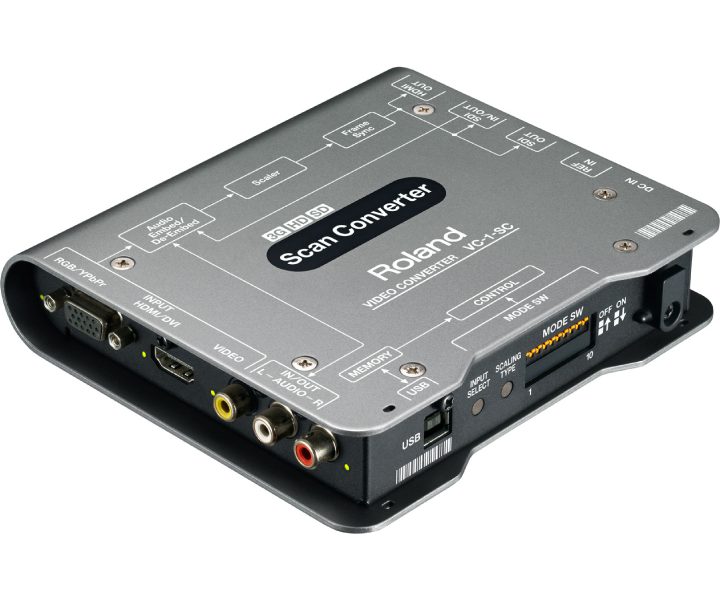 HDMI
OUT
SDI
IN/OUT
SDI
OUT
REF
IN
DC IN
Frame
Sync
Scaler
Audio
Embed/
De-Embed
3G HD SD
Scan Converter
Roland
VIDEO CONVERTER VC-1-SC
RGB/YPbPr
INPUT
HDMI/DVI
VIDEO
IN/OUT
L - AUDIO - R
MEMORY
USB
CONTROL
MODE SW
USB
INPUT
SELECT
SCALING
TYPE
MODE SW
1
10
OFF ON